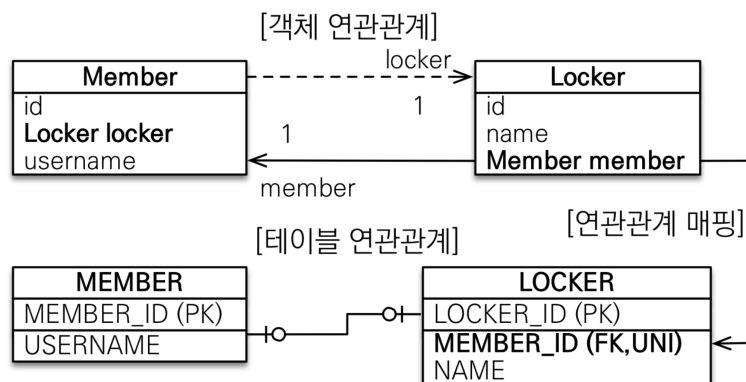 [객체 연관관계]
Member
id
Locker locker
username
locker
1
1
member
Locker
id
name
Member member
[테이블 연관관계]
[연관관계 매핑]
MEMBER
MEMBER_ID (PK)
USERNAME
LOCKER
LOCKER_ID (PK)
MEMBER_ID (FK,UNI)
NAME